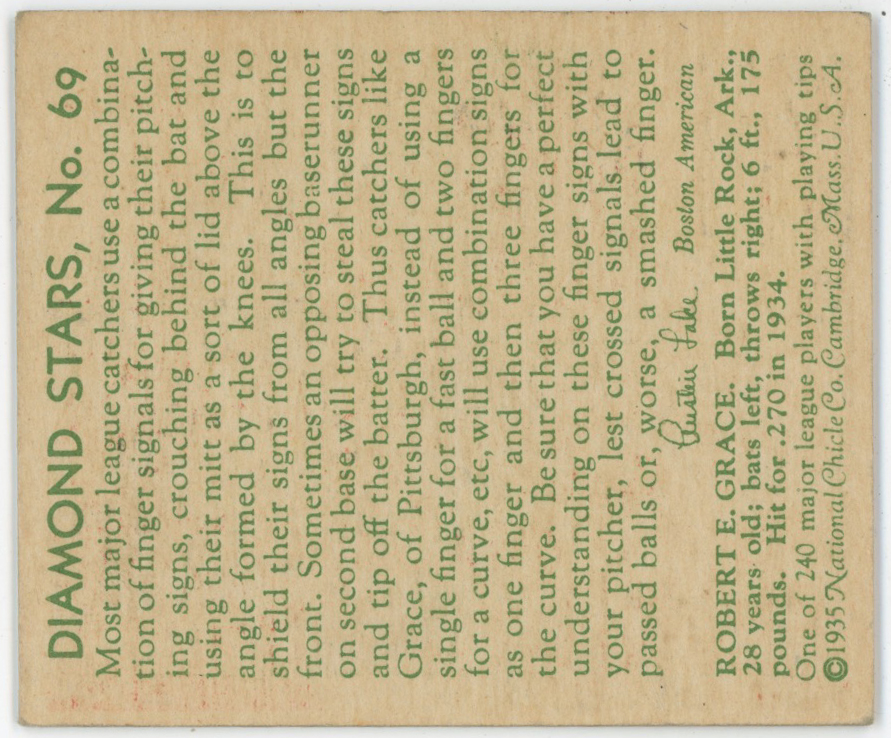 DIAMOND STARS, No. 69
Most major league catchers use a combina-
tion of finger signals for giving their pitch-
ing signs, crouching behind the bat and
using their mitt as a sort of lid above the
angle formed by the knees. This is to
shield their signs from all angles but the
front. Sometimes an opposing baserunner
on second base will try to steal these signs
and tip off the batter. Thus catchers like
Grace, of Pittsburgh, instead of using a
single finger for a fast ball and two fingers
for a curve, etc, will use combination signs
as one finger and then three fingers for
the curve. Be sure that you have a perfect
understanding on these finger signs with
your pitcher, lest crossed signals lead to
passed balls or, worse, a smashed finger.
Austin Lake Boston American
ROBERT E. GRACE. Born Little Rock, Ark.,
28 years old; bats left, throws right; 6 ft., 175
pounds. Hit for .270 in 1934.
One of 240 major league players with playing tips
©1935 National Chicle Co. Cambridge. Mass. U.S.A.